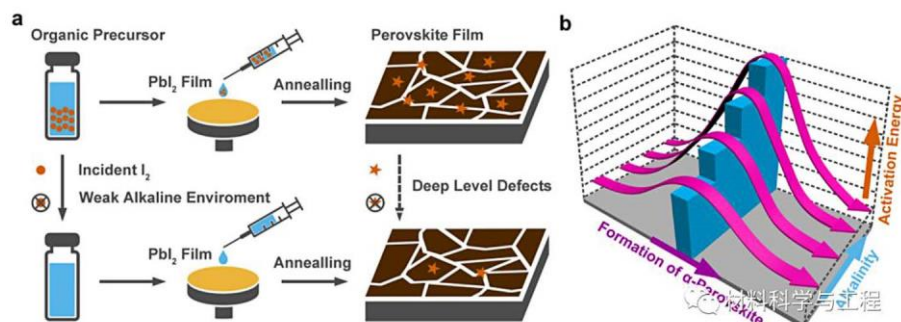 a
Organic Precursor
Perovskite Film
PbI₂ Film
Annealling
Incident I₂
Weak Alkaline Enviroment
Deep Level Defects
PbI₂ Film
Annealling
b
Activation Energy
Formation of α-Perovskite
Alkalinity
材料科学与工程